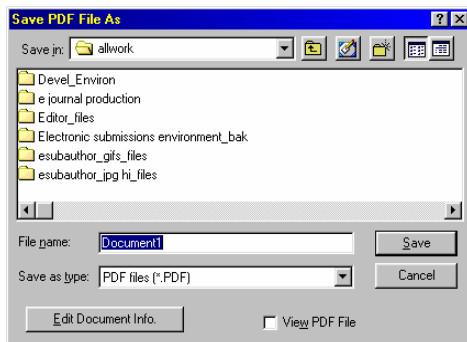 Save PDF File As
Save in: allwork
Devel_Environ
e journal production
Editor_files
Electronic submissions environment_bak
esubauthor_gifs_files
esubauthor_jpg hi_files
File name: Document1 Save
Save as type: PDF files (*.PDF) Cancel
Edit Document Info. View PDF File